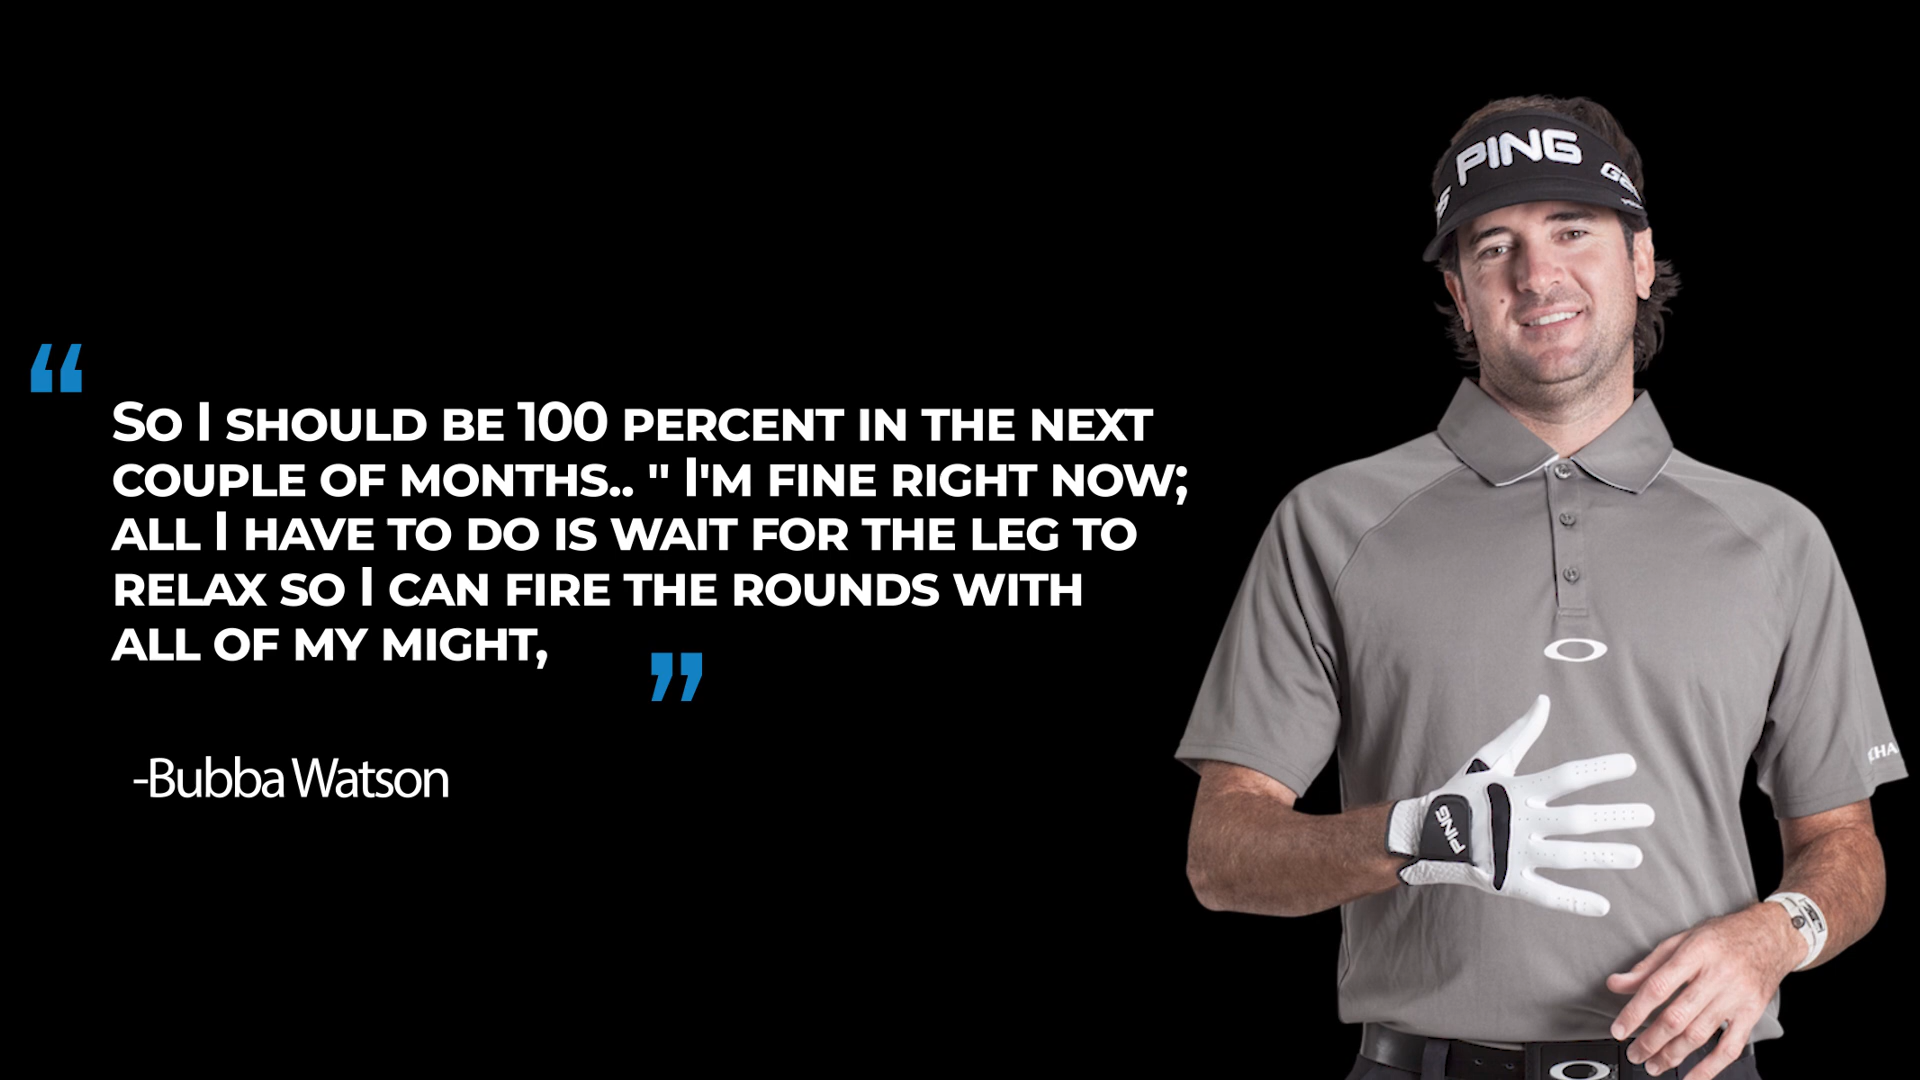 PING
“
So I should be 100 percent in the next
couple of months.. " I'm fine right now;
all I have to do is wait for the leg to
relax so I can fire the rounds with
all of my might,
”
-Bubba Watson
PING